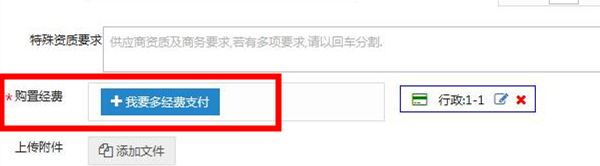 特殊资质要求
供应商资质及商务要求,若有多项要求,请以回车分割.
*购置经费
我要多经费支付
行政:1-1
上传附件
添加文件